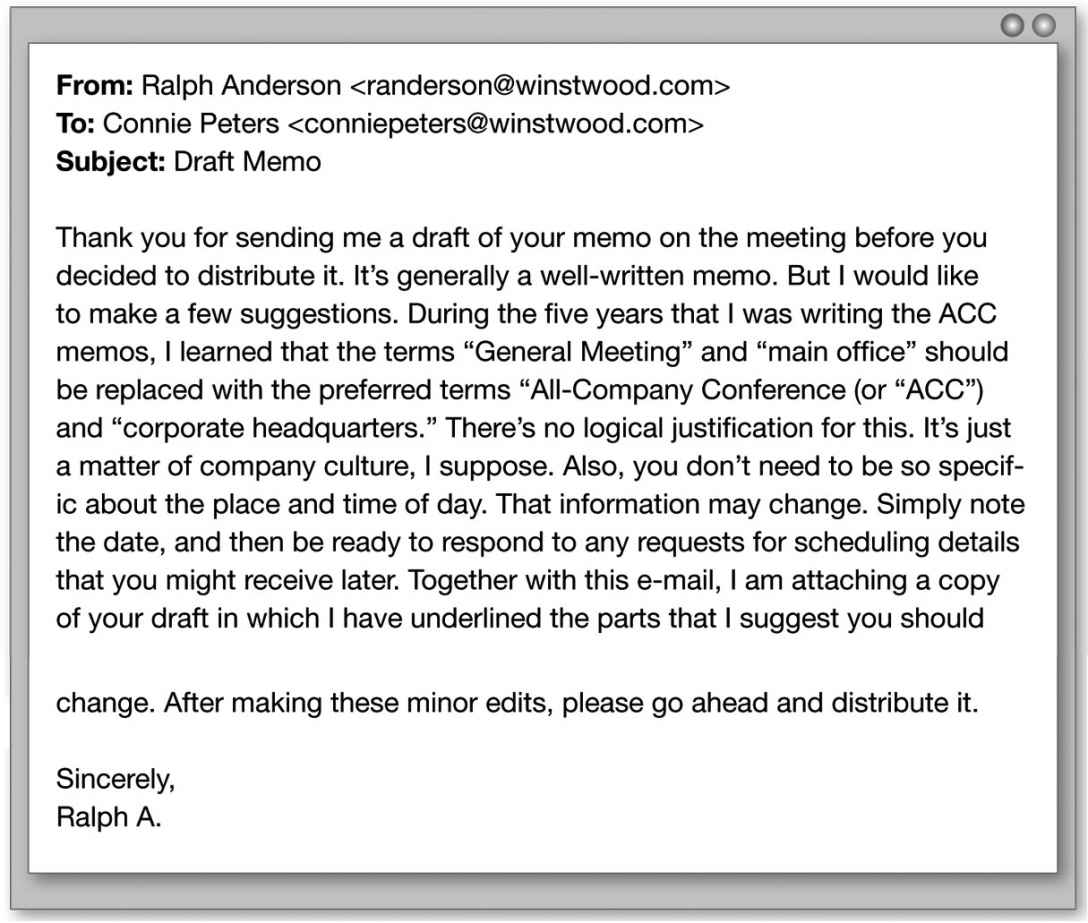 From: Ralph Anderson <randerson@winstwood.com>
To: Connie Peters <conniepeters@winstwood.com>
Subject: Draft Memo
Thank you for sending me a draft of your memo on the meeting before you
decided to distribute it. It’s generally a well-written memo. But I would like
to make a few suggestions. During the five years that I was writing the ACC
memos, I learned that the terms “General Meeting” and “main office” should
be replaced with the preferred terms “All-Company Conference (or “ACC”)
and “corporate headquarters.” There’s no logical justification for this. It’s just
a matter of company culture, I suppose. Also, you don’t need to be so specif-
ic about the place and time of day. That information may change. Simply note
the date, and then be ready to respond to any requests for scheduling details
that you might receive later. Together with this e-mail, I am attaching a copy
of your draft in which I have underlined the parts that I suggest you should
change. After making these minor edits, please go ahead and distribute it.
Sincerely,
Ralph A.